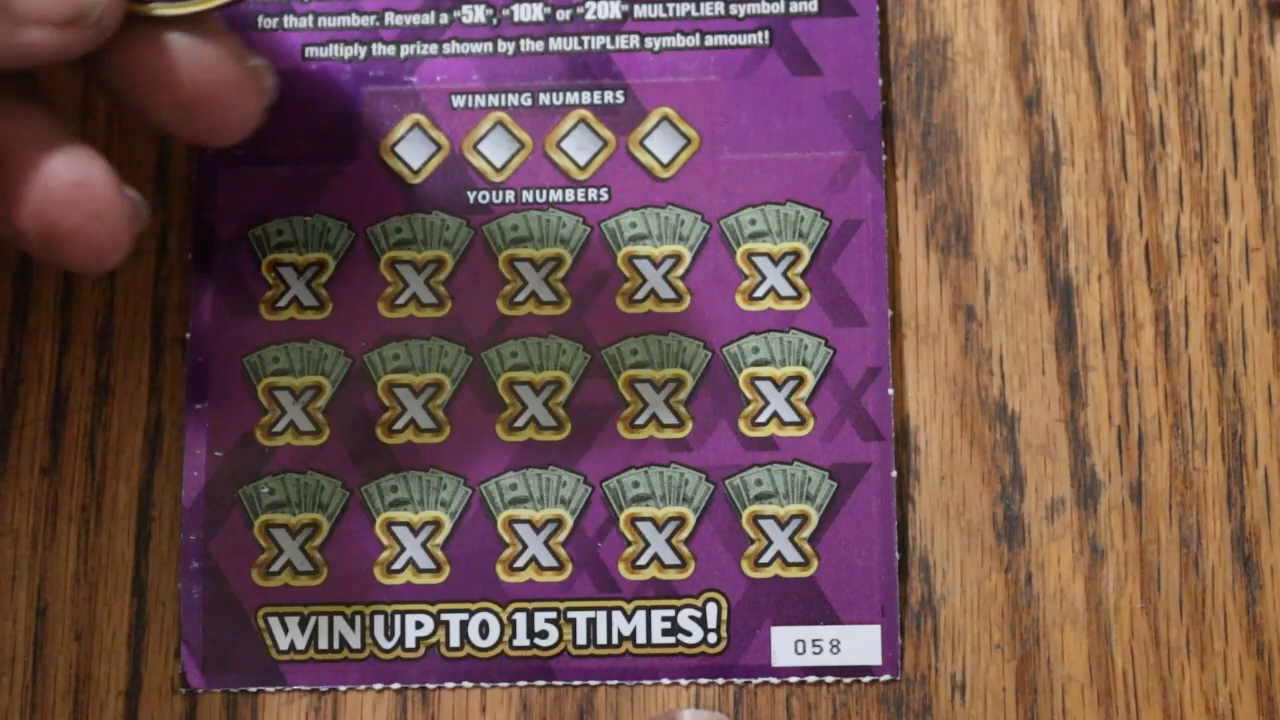 for that number. Reveal a "5X", "10X" or "20X" MULTIPLIER symbol and
multiply the prize shown by the MULTIPLIER symbol amount!
WINNING NUMBERS
YOUR NUMBERS
X X X X X
X X X X X
X X X X X
WIN UP TO 15 TIMES!
058